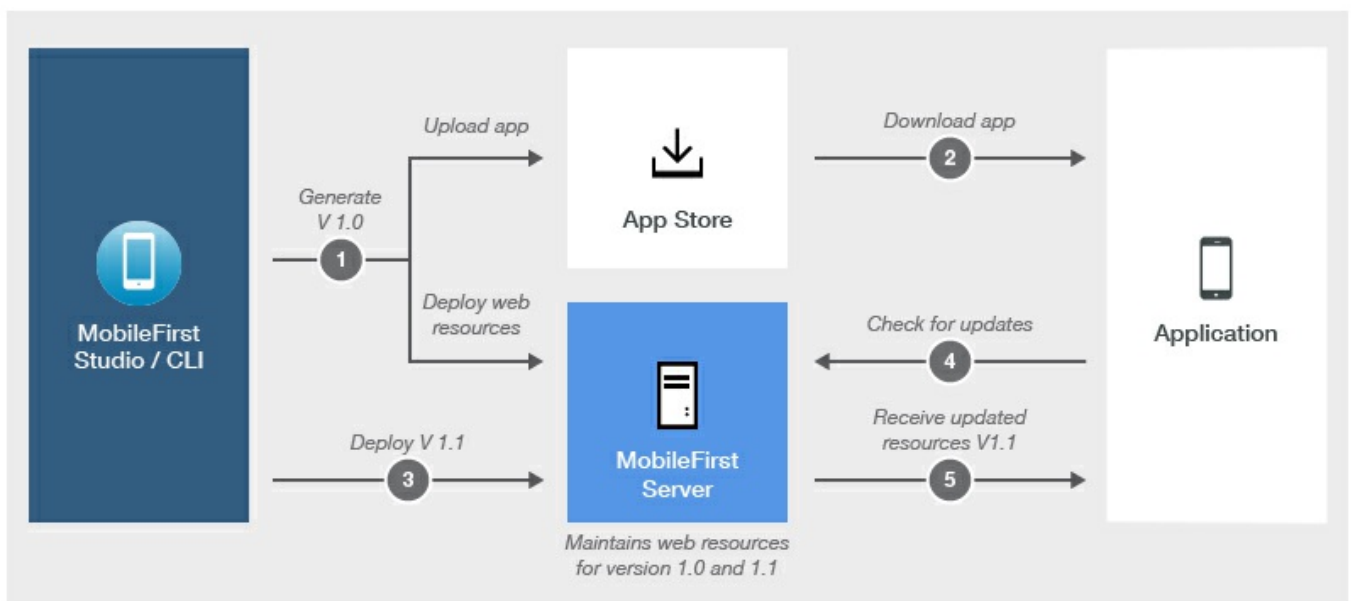 Upload app
Download app
2
Generate
V 1.0
1
App Store
MobileFirst
Studio / CLI
Deploy web
resources
Check for updates
4
Application
Deploy V 1.1
3
MobileFirst
Server
Receive updated
resources V1.1
5
Maintains web resources
for version 1.0 and 1.1